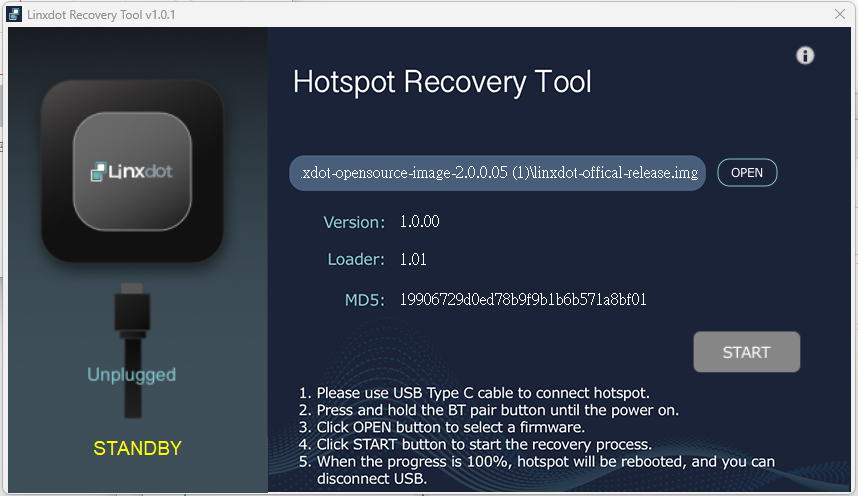 Linxdot Recovery Tool v1.0.1
Linxdot
Unplugged
STANDBY
Hotspot Recovery Tool
.xdot-opensource-image-2.0.0.05 (1)\linxdot-offical-release.img
OPEN
Version: 1.0.00
Loader: 1.01
MD5: 19906729d0ed78b9f9b1b6b571a8bf01
START
1. Please use USB Type C cable to connect hotspot.
2. Press and hold the BT pair button until the power on.
3. Click OPEN button to select a firmware.
4. Click START button to start the recovery process.
5. When the progress is 100%, hotspot will be rebooted, and you can
disconnect USB.